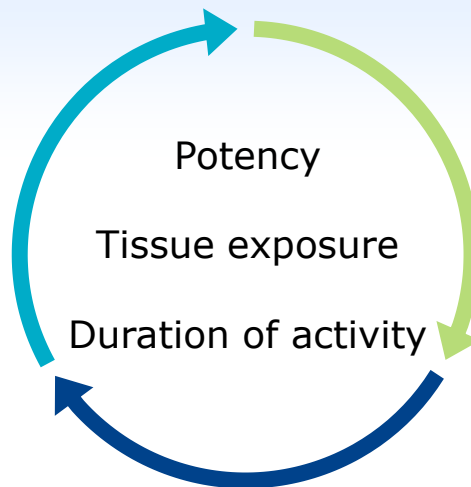 Potency
Tissue exposure
Duration of activity